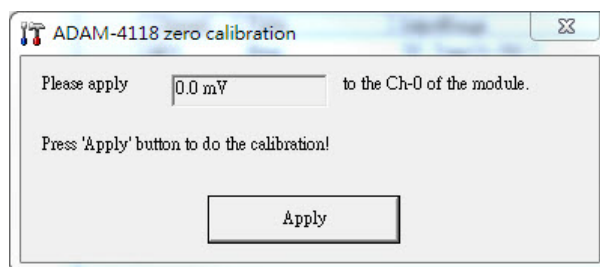 ADAM-4118 zero calibration
Please apply 0.0 mV to the Ch-0 of the module.
Press 'Apply' button to do the calibration!
Apply